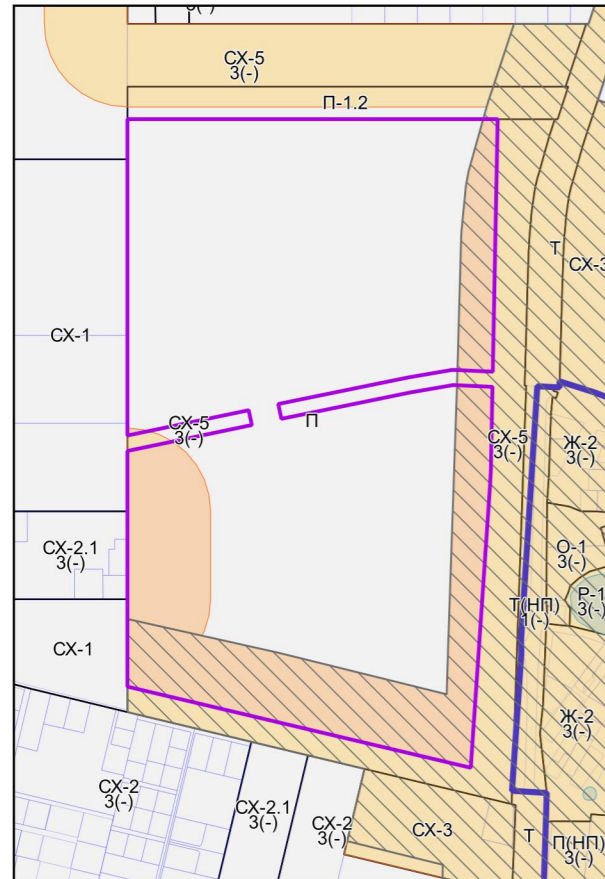 3(-)
СХ-5
3(-)
П-1.2
Т
СХ-3
СХ-1
СХ-5
3(-)
П
СХ-5
3(-)
Ж-2
3(-)
СХ-2.1
3(-)
О-1
3(-)
Р-1
3(-)
Т(НП)
1(-)
СХ-1
Ж-2
3(-)
СХ-2
3(-)
СХ-2.1
3(-)
СХ-2
3(-)
СХ-3
Т
П(НП)
3(-)